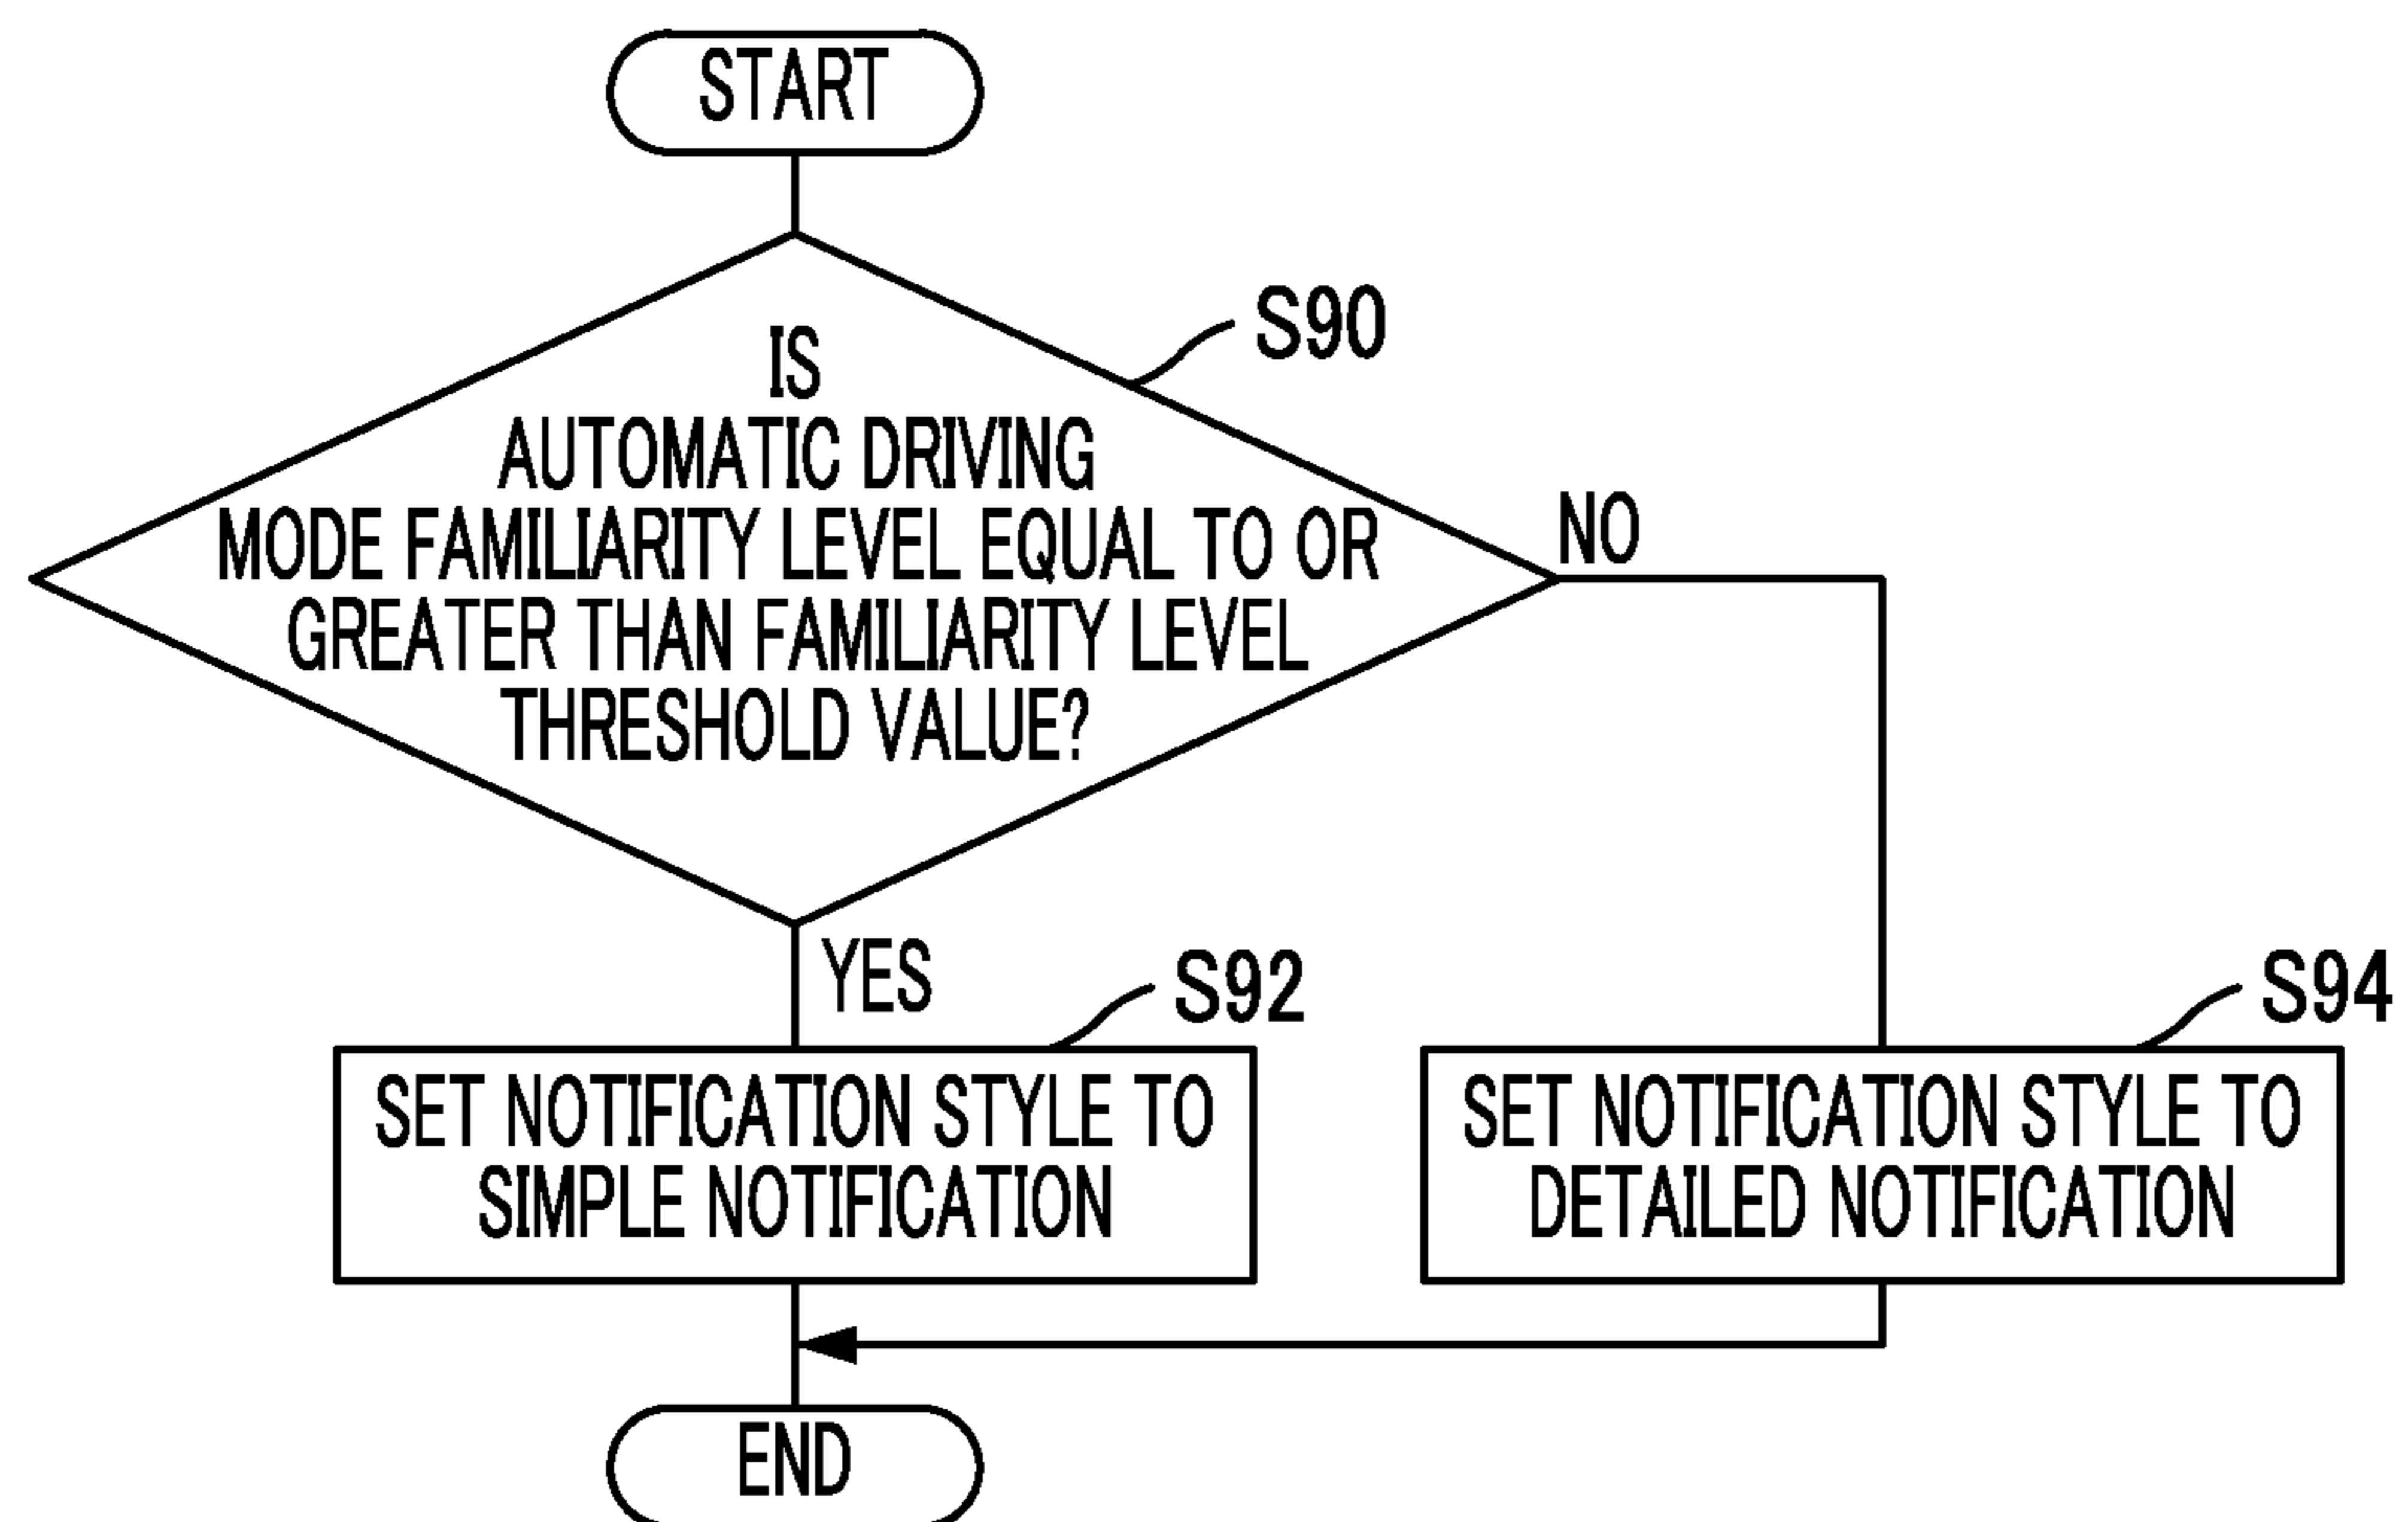 START
S90
IS
AUTOMATIC DRIVING
MODE FAMILIARITY LEVEL EQUAL TO OR
GREATER THAN FAMILIARITY LEVEL
THRESHOLD VALUE?
NO
YES
S92
SET NOTIFICATION STYLE TO
SIMPLE NOTIFICATION
S94
SET NOTIFICATION STYLE TO
DETAILED NOTIFICATION
END